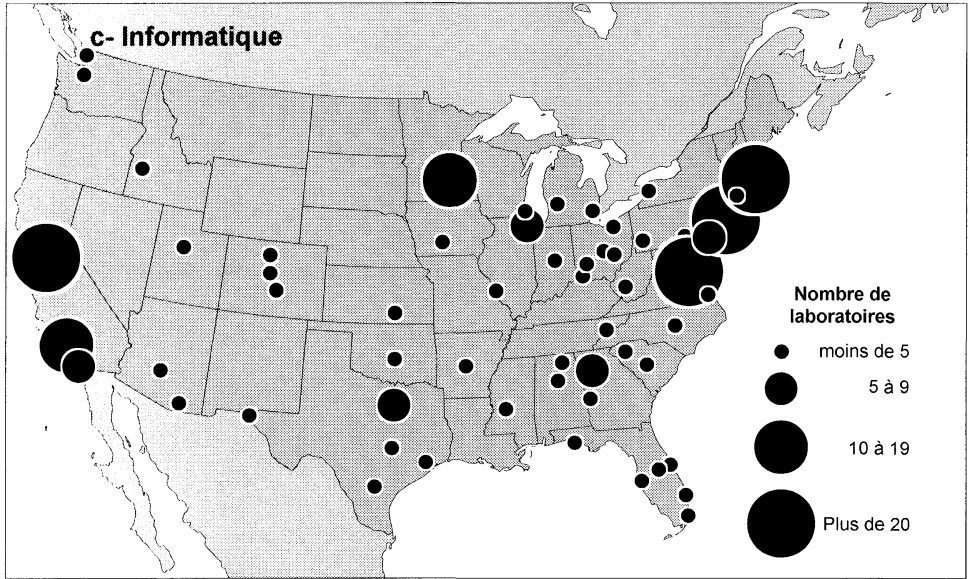 c- Informatique
Nombre de
laboratoires
moins de 5
5 à 9
10 à 19
Plus de 20